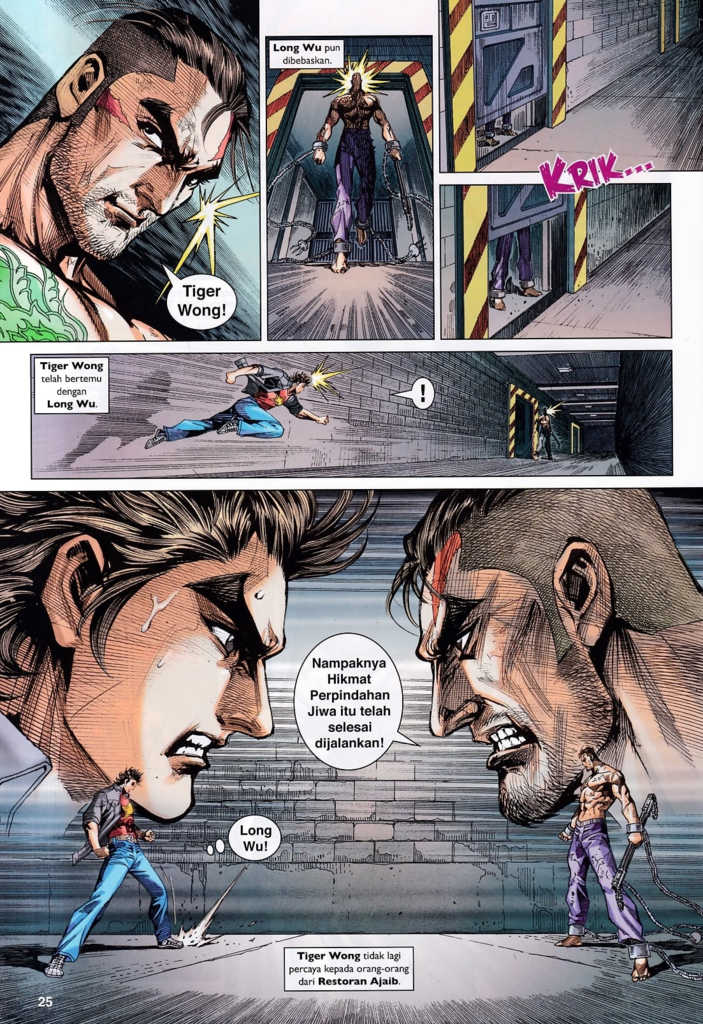 Long Wu pun
dibebaskan.
KRIK...
Tiger
Wong!
Tiger Wong
telah bertemu
dengan
Long Wu.
!
Nampaknya
Hikmat
Perpindahan
Jiwa itu telah
selesai
dijalankan!
Long
Wu!
Tiger Wong tidak lagi
percaya kepada orang-orang
dari Restoran Ajaib.
25